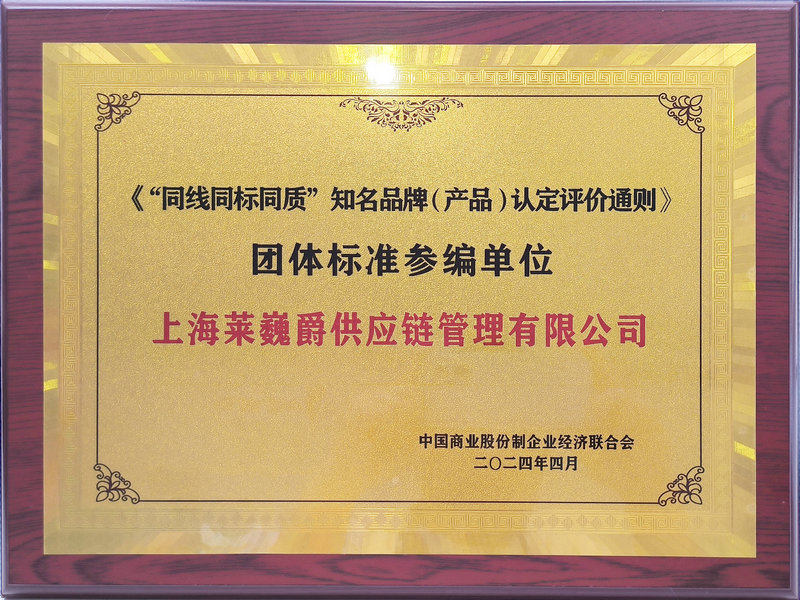 《“同线同标同质”知名品牌(产品)认定评价通则》
团体标准参编单位
上海莱巍爵供应链管理有限公司
中国商业股份制企业经济联合会
二〇二四年四月